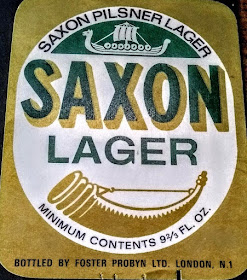 SAXON PILSNER LAGER
SAXON
LAGER
MINIMUM CONTENTS 9⅔ FL. OZ.
BOTTLED BY FOSTER PROBYN LTD. LONDON, N.1